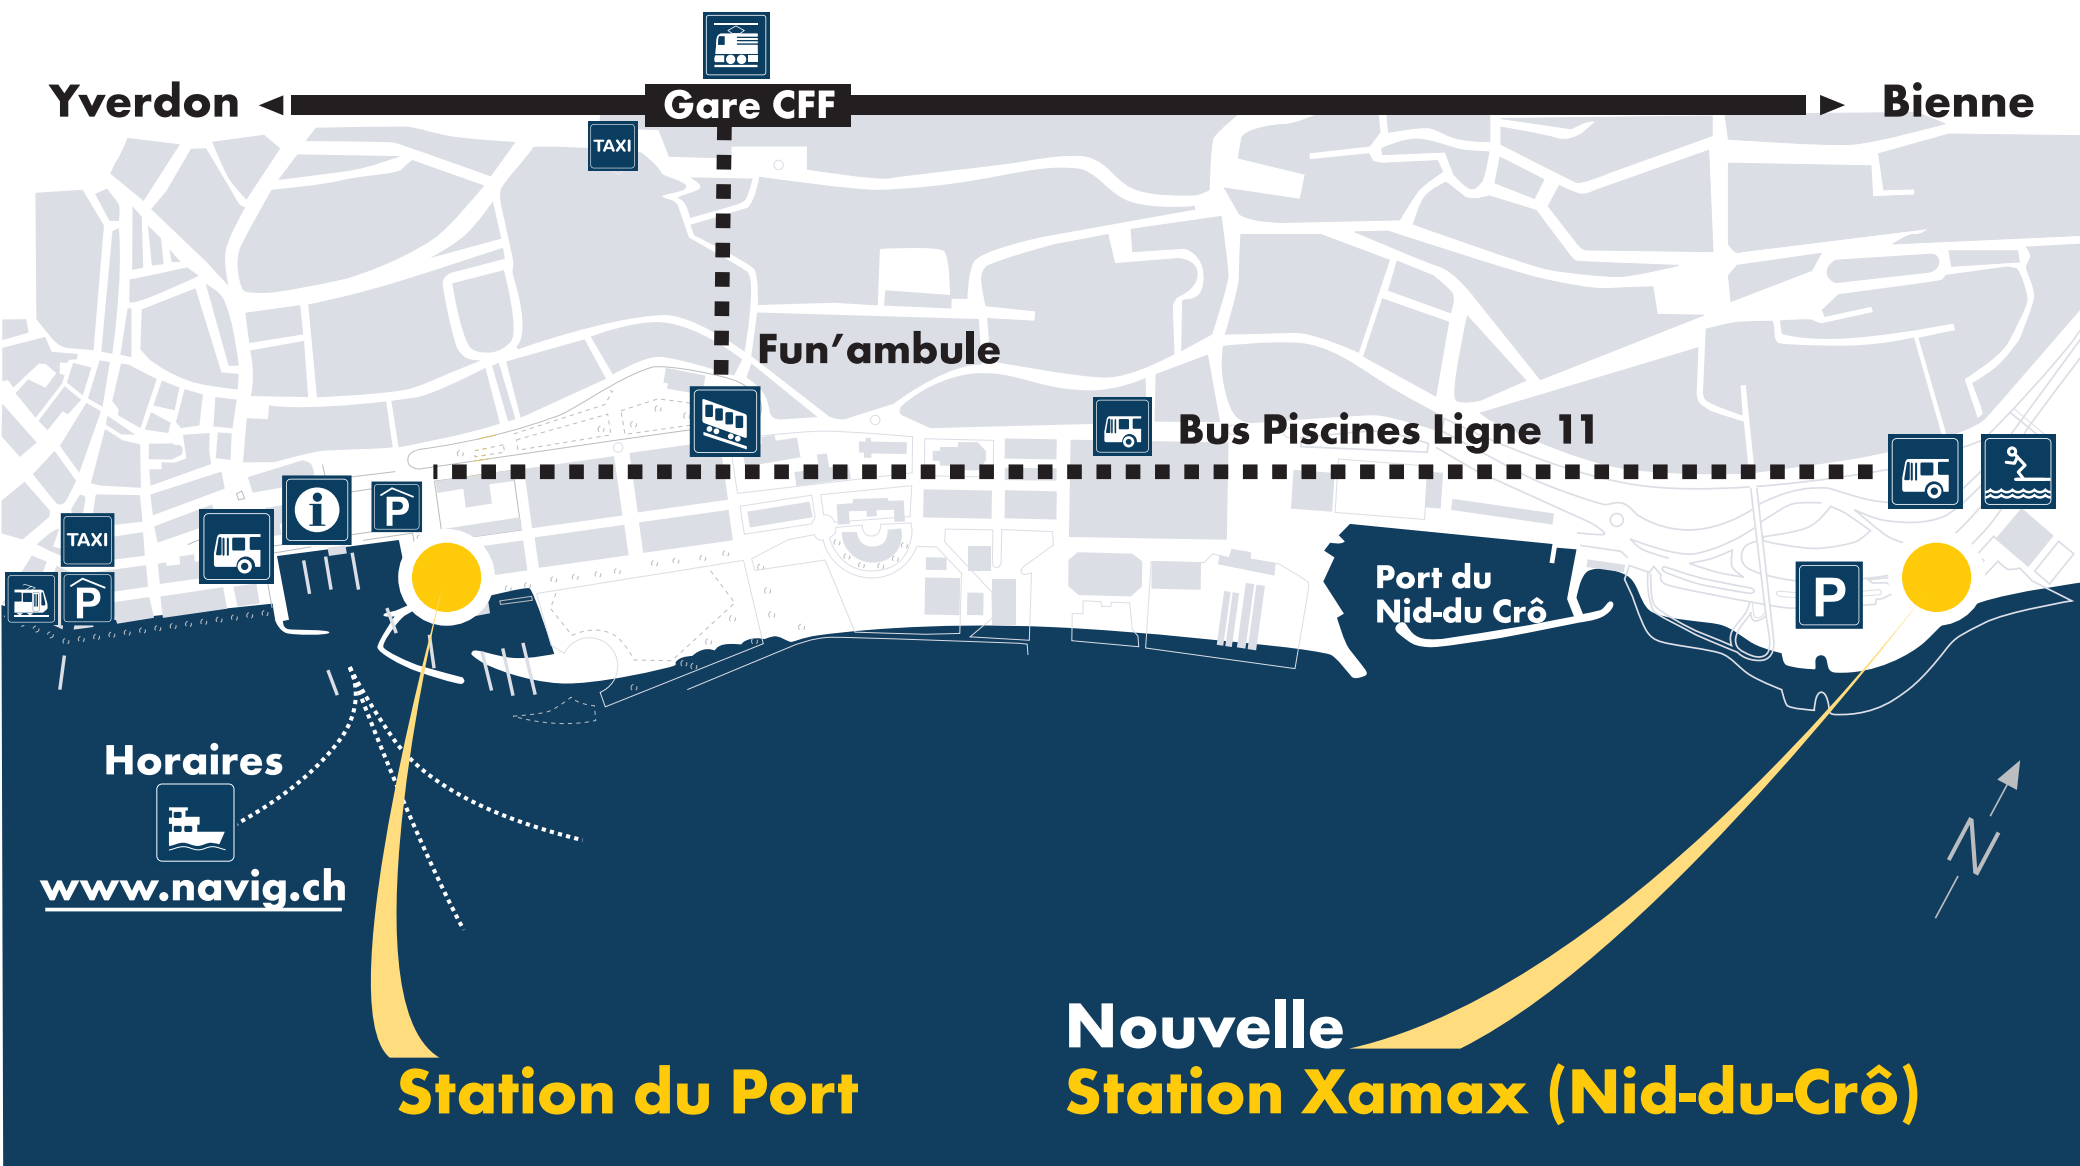 Yverdon
Gare CFF
Bienne
TAXI
Fun'ambule
Bus Piscines Ligne 11
i
P
TAXI
P
P
Port du
Nid-du Crô
Horaires
www.navig.ch
N
Nouvelle
Station du Port
Station Xamax (Nid-du-Crô)